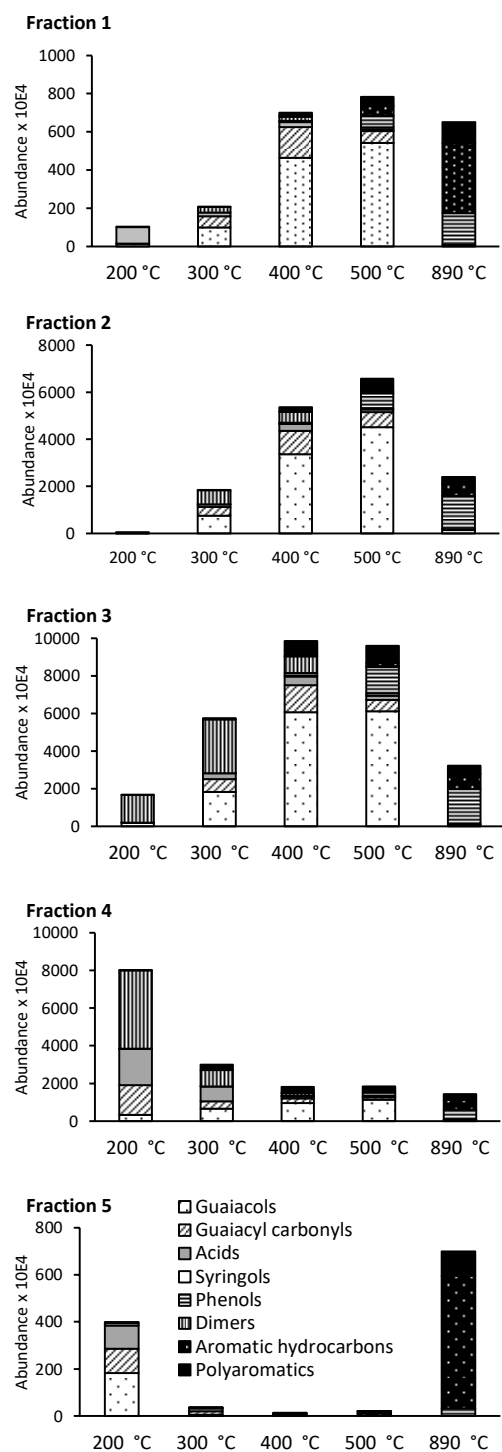 Fraction 1
Abundance x 10E4
1000
800
600
400
200
0
200 °C 300 °C 400 °C 500 °C 890 °C
Fraction 2
Abundance x 10E4
8000
6000
4000
2000
0
200 °C 300 °C 400 °C 500 °C 890 °C
Fraction 3
Abundance x 10E4
10000
8000
6000
4000
2000
0
200 °C 300 °C 400 °C 500 °C 890 °C
Fraction 4
Abundance x 10E4
10000
8000
6000
4000
2000
0
200 °C 300 °C 400 °C 500 °C 890 °C
Fraction 5
Abundance x 10E4
800
600
400
200
0
Guaiacols
Guaiacyl carbonyls
Acids
Syringols
Phenols
Dimers
Aromatic hydrocarbons
Polyaromatics
200 °C 300 °C 400 °C 500 °C 890 °C